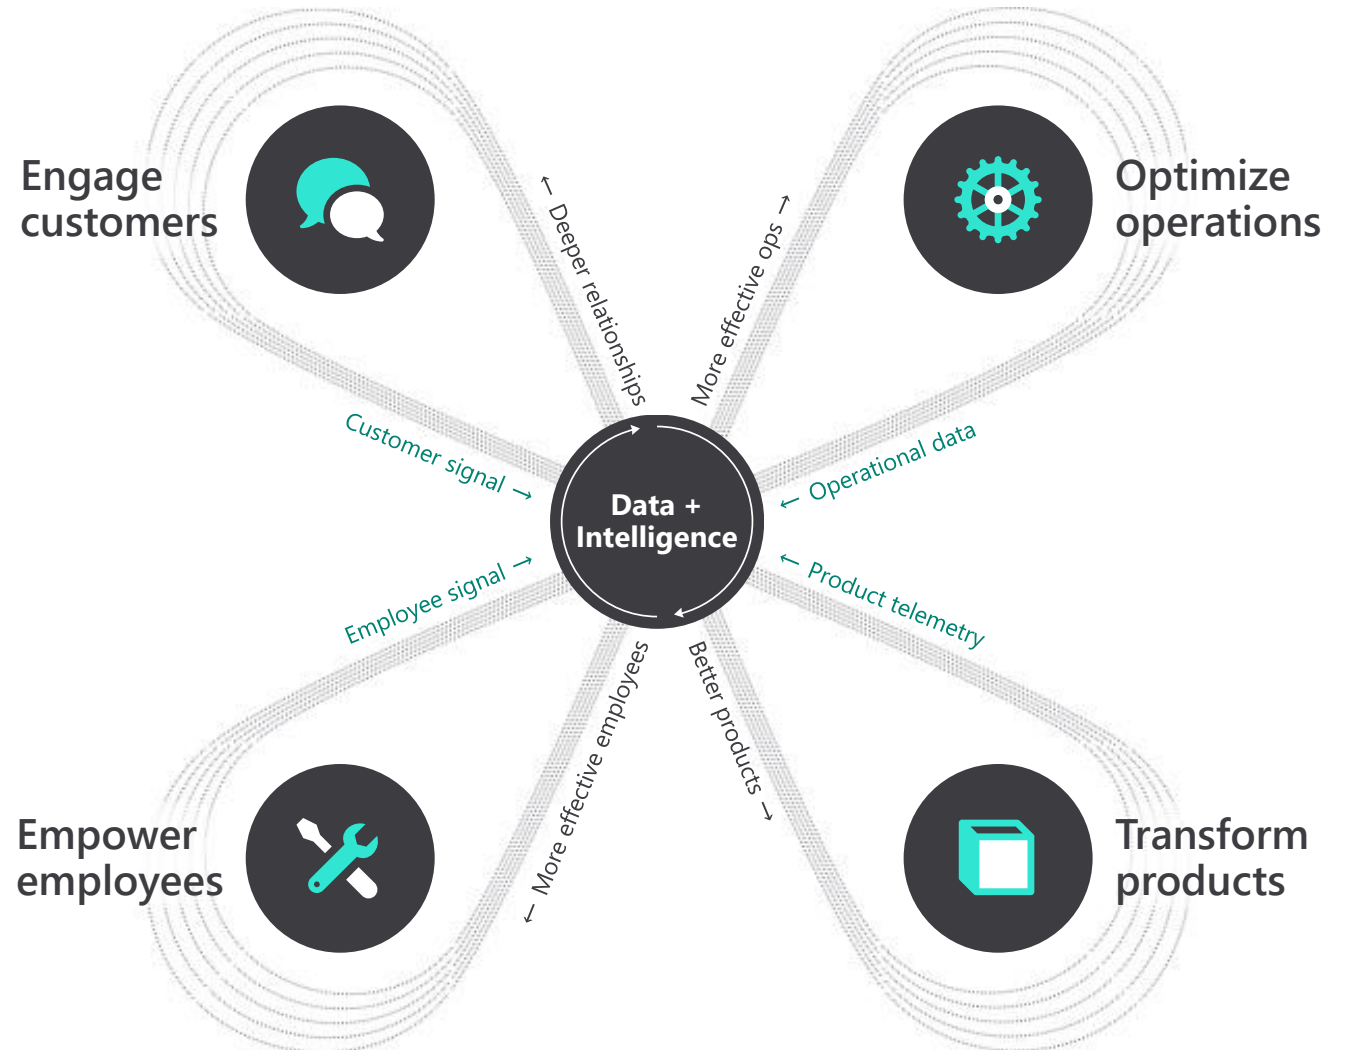 Engage
customers
Optimize
operations
← Deeper relationships
More effective ops →
Customer signal →
← Operational data
Data +
Intelligence
Employee signal →
← Product telemetry
← More effective employees
Better products →
Empower
employees
Transform
products